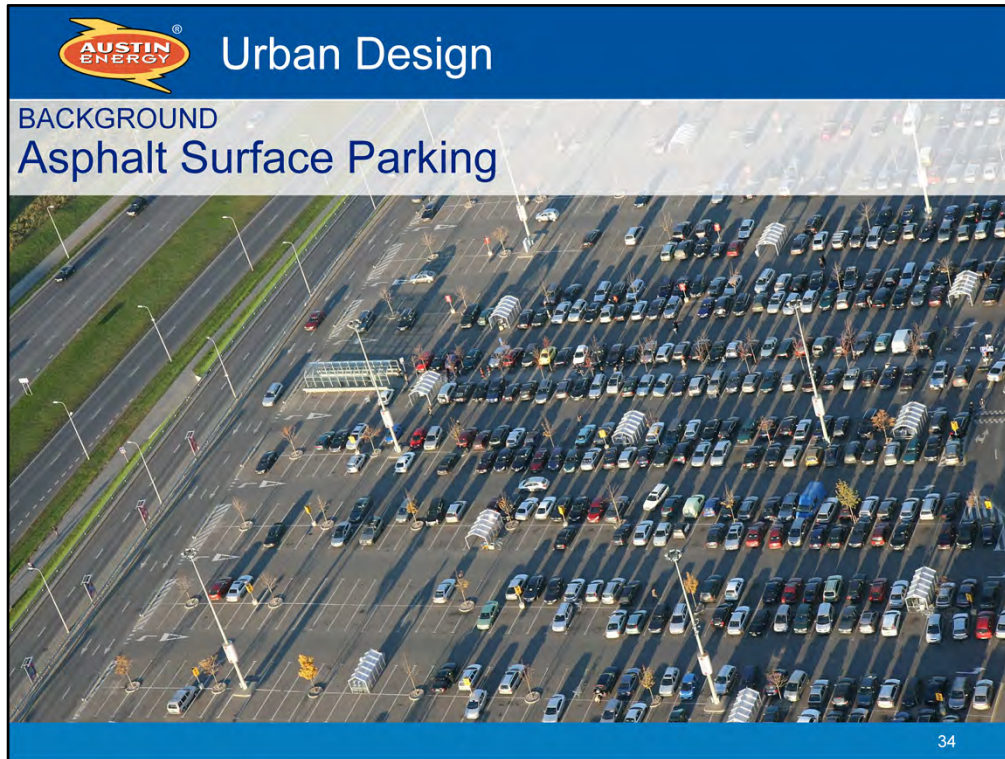 AUSTIN
ENERGY
®
Urban Design
BACKGROUND
Asphalt Surface Parking
34